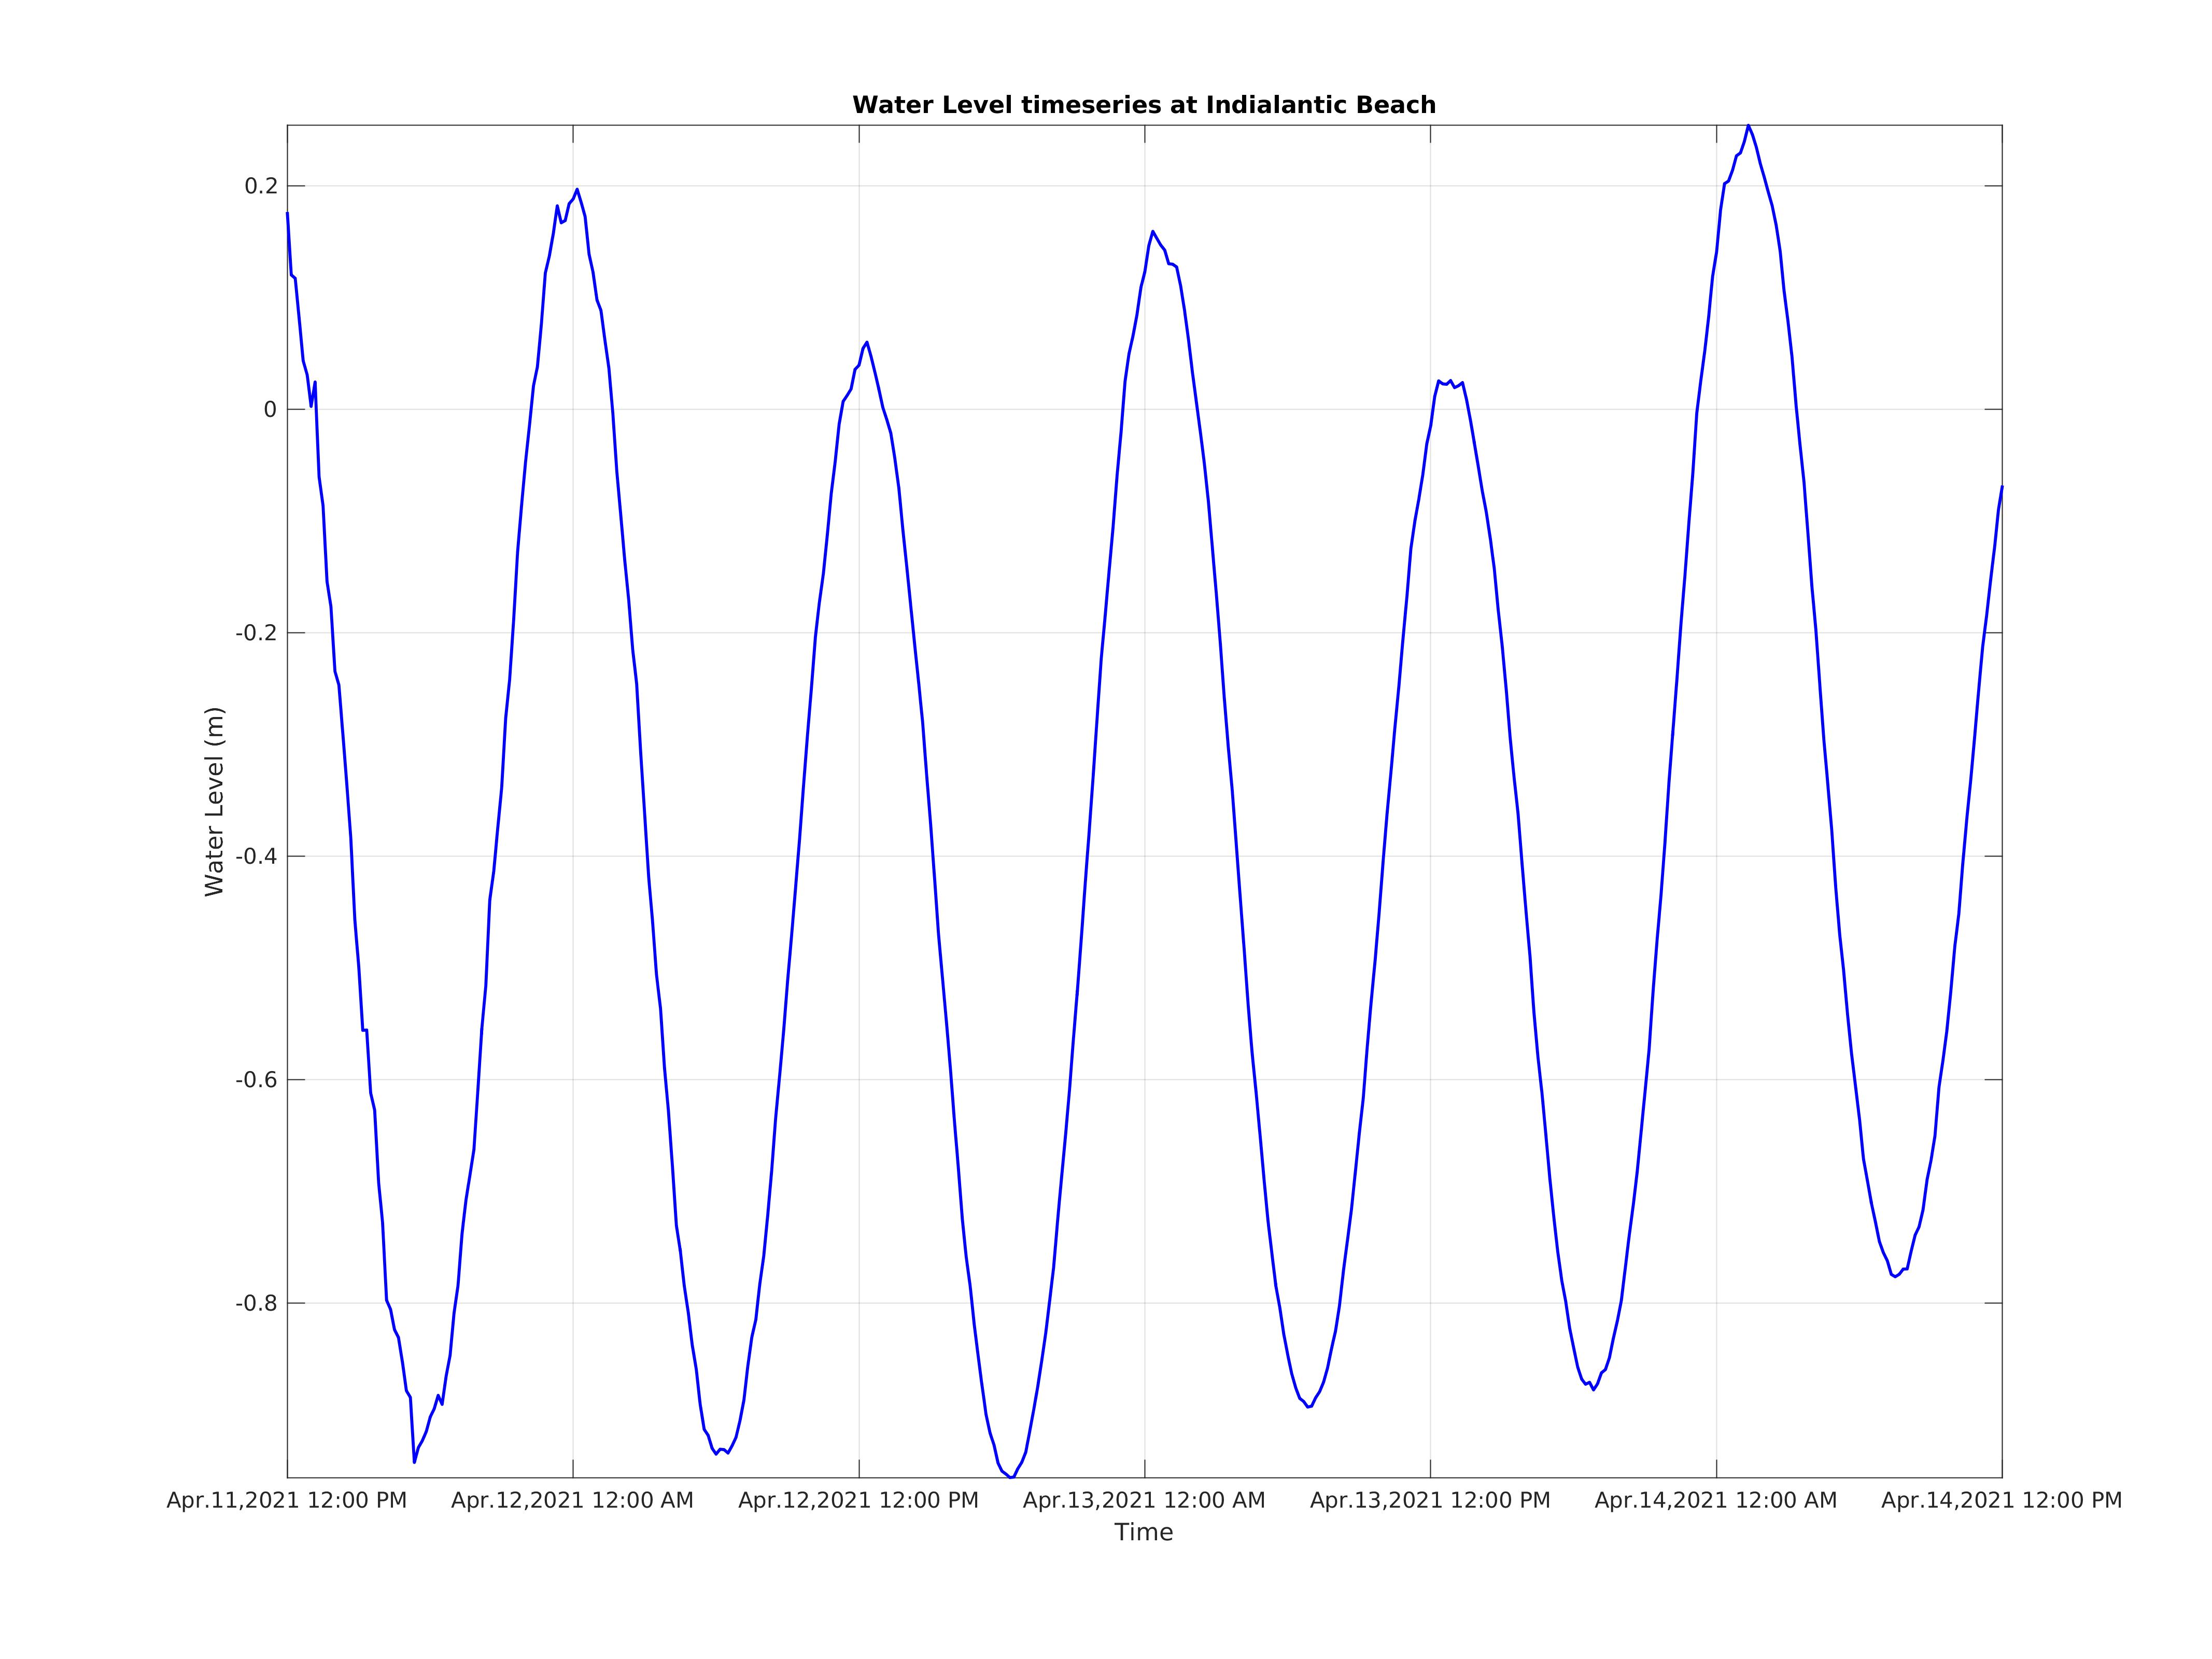 Water Level timeseries at Indialantic Beach
0.2
0
-0.2
-0.4
-0.6
-0.8
Water Level (m)
Apr.11,2021 12:00 PM
Apr.12,2021 12:00 AM
Apr.12,2021 12:00 PM
Apr.13,2021 12:00 AM
Apr.13,2021 12:00 PM
Apr.14,2021 12:00 AM
Apr.14,2021 12:00 PM
Time